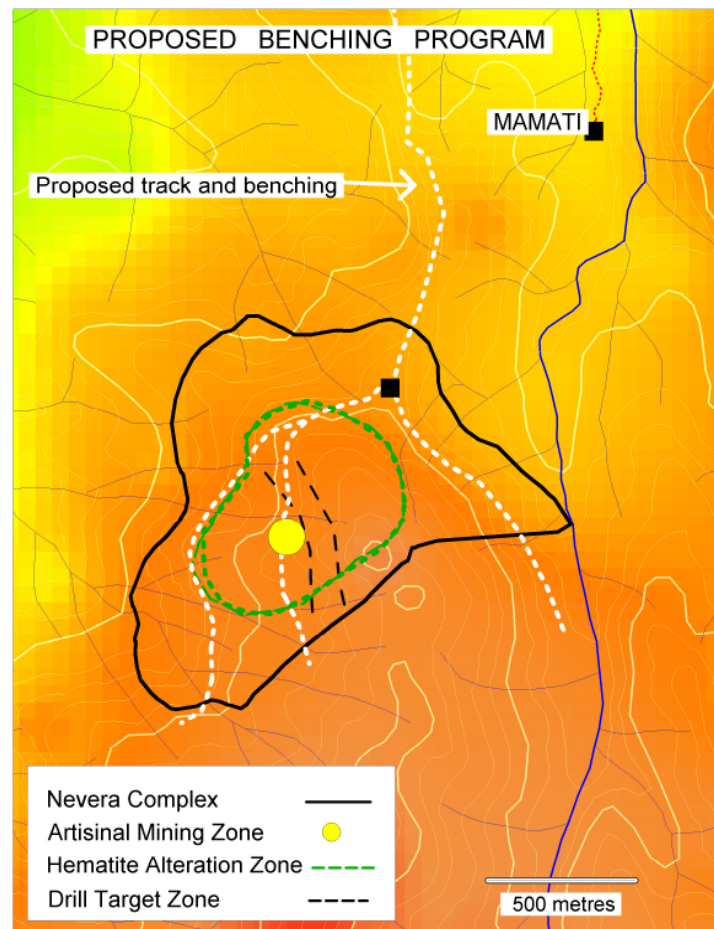 PROPOSED BENCHING PROGRAM
MAMATI
Proposed track and benching
Nevera Complex
Artisinal Mining Zone
Hematite Alteration Zone
Drill Target Zone
500 metres